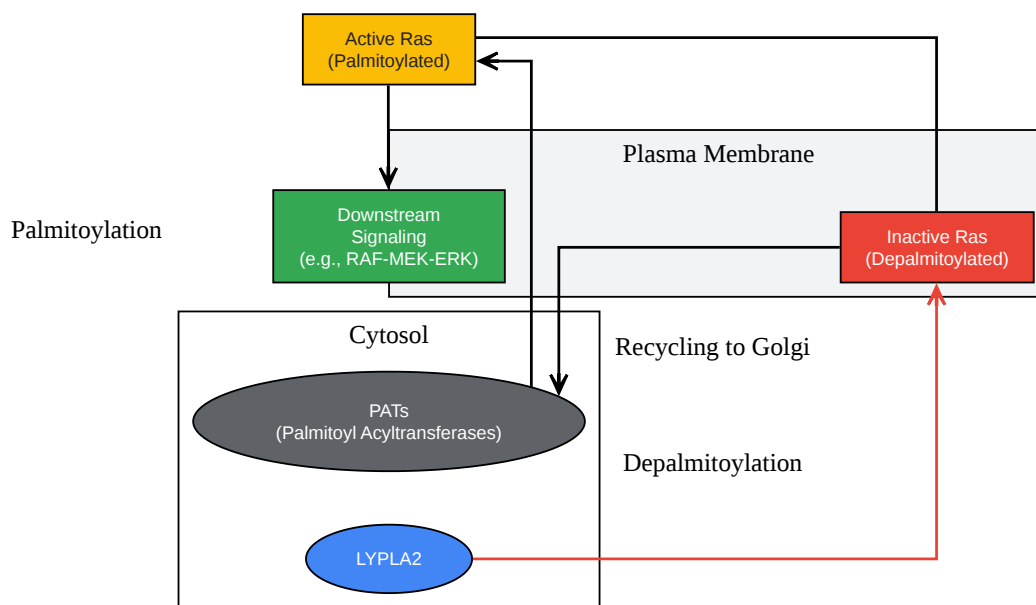 Active Ras
(Palmitoylated)
Plasma Membrane
Palmitoylation
Downstream
Signaling
(e.g., RAF-MEK-ERK)
Inactive Ras
(Depalmitoylated)
Cytosol
Recycling to Golgi
PATs
(Palmitoyl Acyltransferases)
Depalmitoylation
LYPLA2